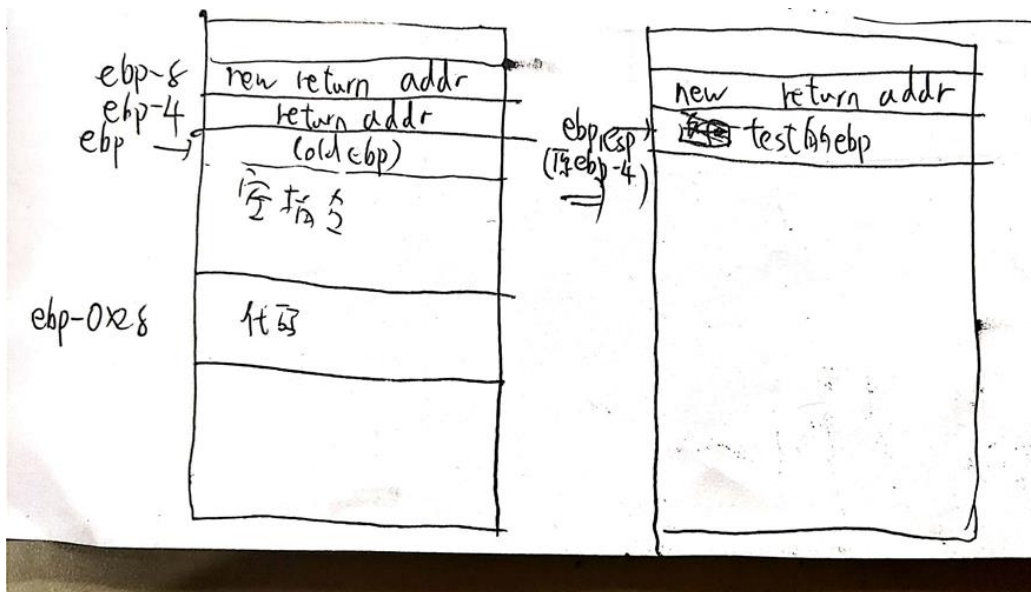 ebp-8 new return addr
ebp-4 return addr
ebp → (old ebp)
空指令
ebp-0x28 代码
new return addr
ebp,esp test的ebp
(原ebp-4)